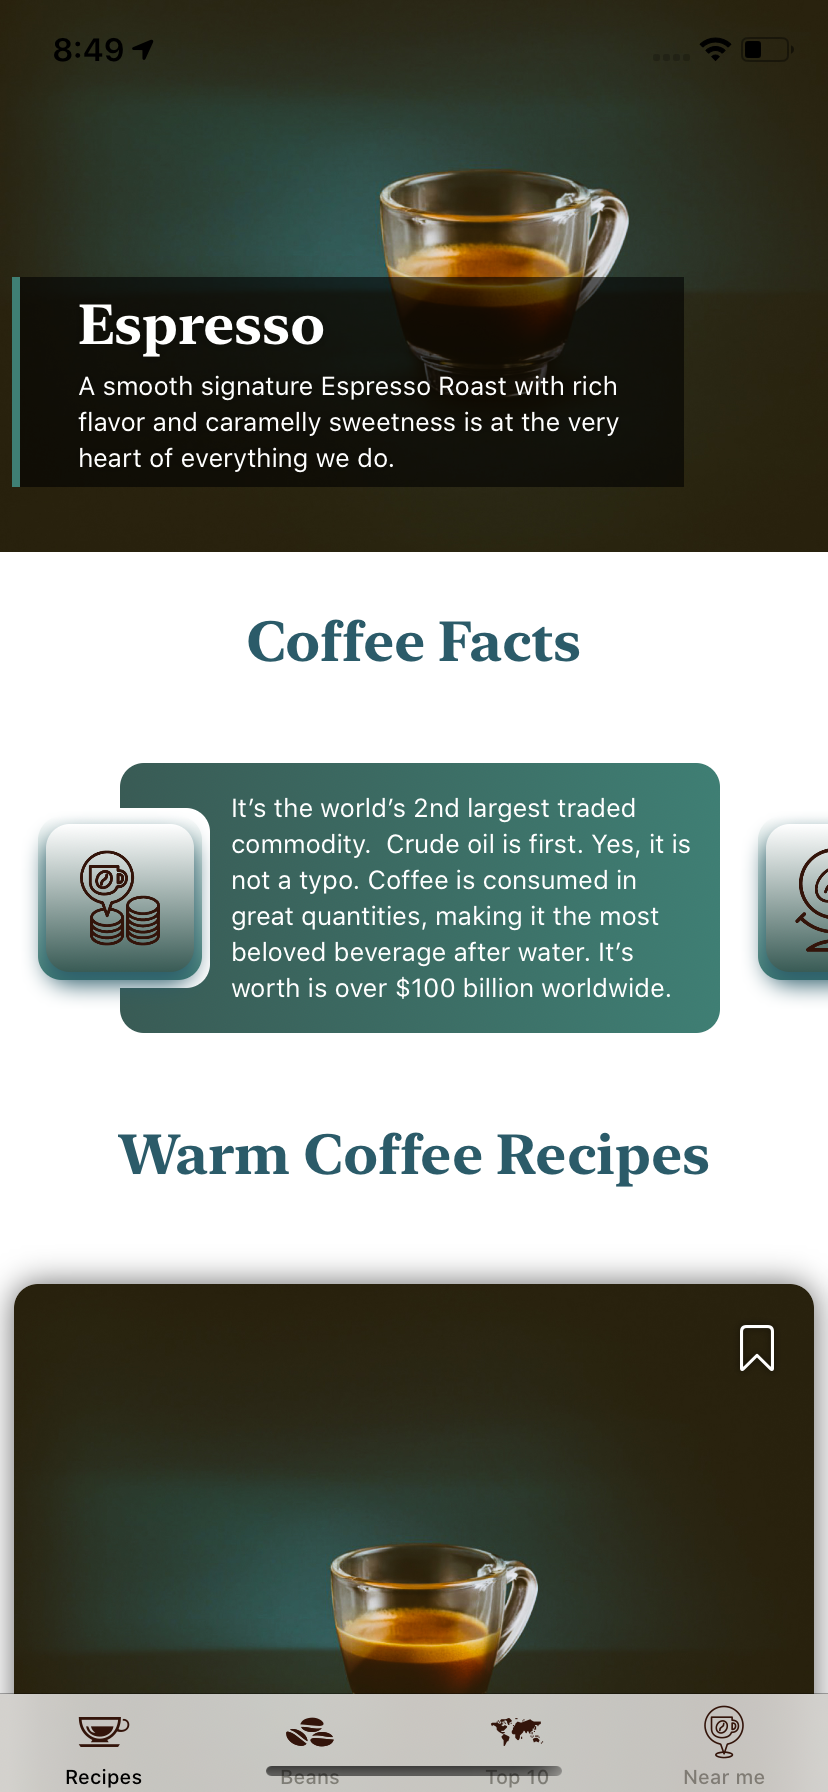 8:49
Espresso
A smooth signature Espresso Roast with rich
flavor and caramelly sweetness is at the very
heart of everything we do.
Coffee Facts
It’s the world’s 2nd largest traded
commodity.  Crude oil is first. Yes, it is
not a typo. Coffee is consumed in
great quantities, making it the most
beloved beverage after water. It’s
worth is over $100 billion worldwide.
Warm Coffee Recipes
Recipes
Beans
Top 10
Near me